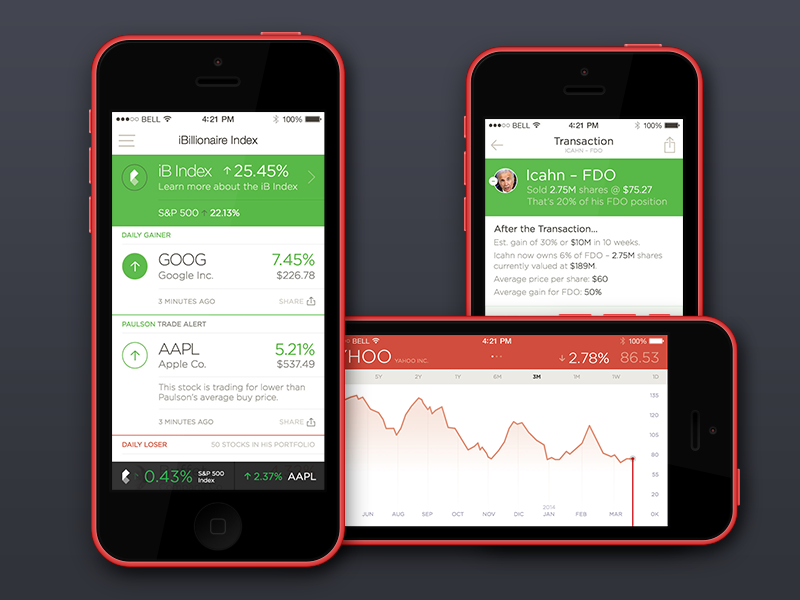 BELL 4:21 PM 100%
iBillionaire Index
iB Index ↑ 25.45%
Learn more about the iB Index
S&P 500 ↑ 22.13%
DAILY GAINER
GOOG 7.45%
Google Inc. $226.78
3 MINUTES AGO SHARE
PAULSON TRADE ALERT
AAPL 5.21%
Apple Co. $537.49
This stock is trading for lower than
Paulson's average buy price.
3 MINUTES AGO SHARE
DAILY LOSER 50 STOCKS IN HIS PORTFOLIO
0.43% S&P 500 Index ↑ 2.37% AAPL
BELL 4:21 PM 100%
Transaction
ICAHN - FDO
Icahn – FDO
Sold 2.75M shares @ $75.27
That's 20% of his FDO position
After the Transaction...
Est. gain of 30% or $10M in 10 weeks.
Icahn now owns 6% of FDO – 2.75M shares
currently valued at $189M.
Average price per share: $60
Average gain for FDO: 50%
BELL 4:21 PM 100%
YHOO YAHOO INC. ↓ 2.78% 86.53
5Y 2Y 1Y 6M 3M 1M 1W 1D
135
120
105
80
55
20
0K
2014
JUN AUG SEP OCT NOV DIC JAN FEB MAR